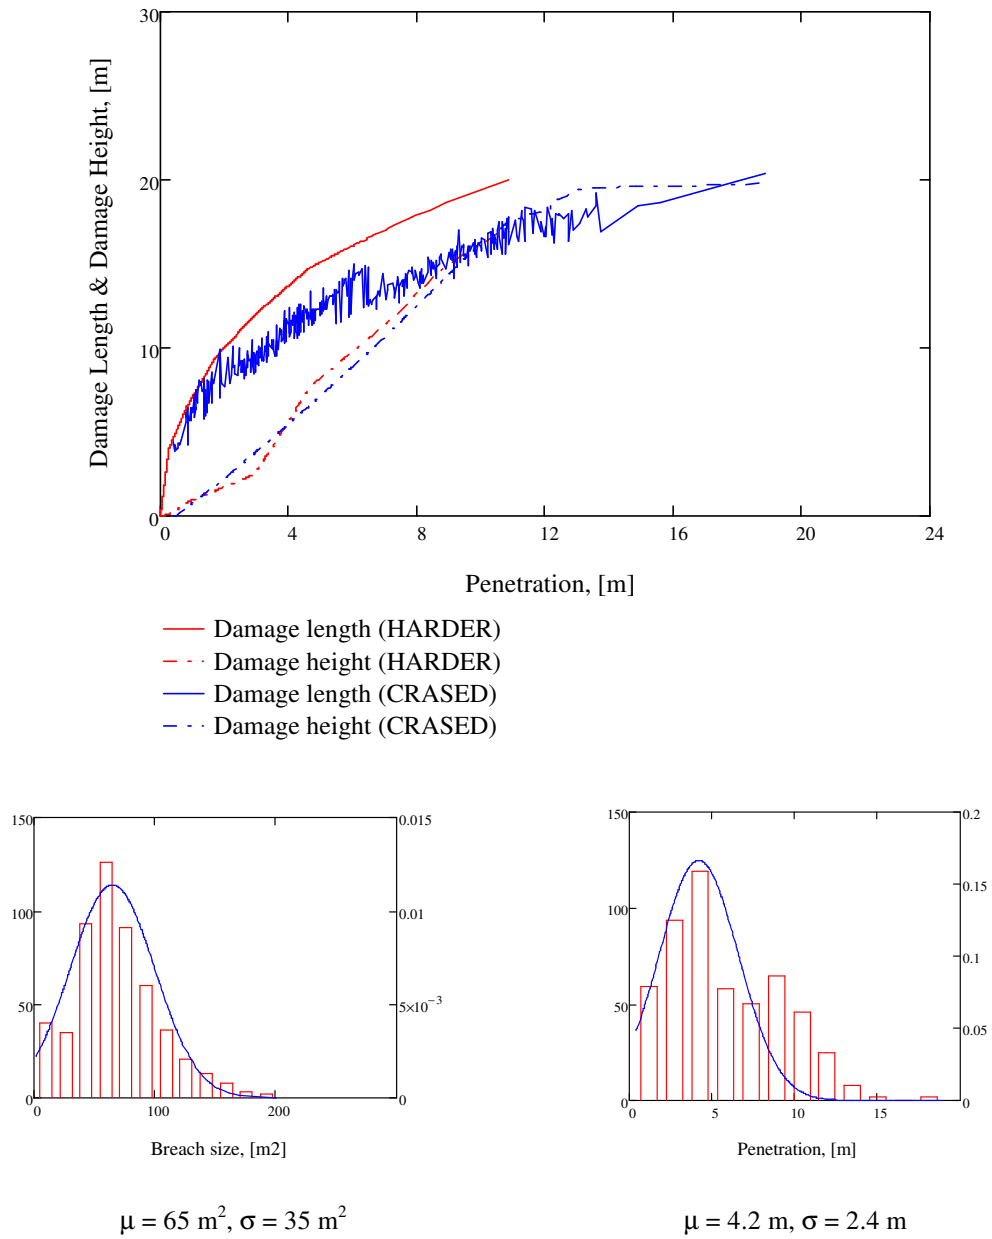 30
20
10
0
Damage Length & Damage Height, [m]
0 4 8 12 16 20 24
Penetration, [m]
Damage length (HARDER)
Damage height (HARDER)
Damage length (CRASED)
Damage height (CRASED)
150
100
50
0
0.015
0.01
5×10⁻³
0
0 100 200
Breach size, [m2]
μ = 65 m², σ = 35 m²
150
100
50
0
0.2
0.15
0.1
0.05
0
0 5 10 15
Penetration, [m]
μ = 4.2 m, σ = 2.4 m